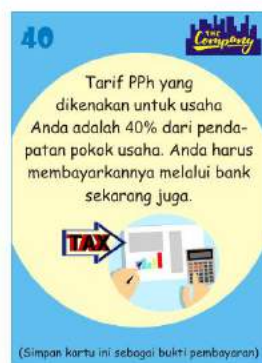 40
THE
Company
Tarif PPh yang
dikenakan untuk usaha
Anda adalah 40% dari penda-
patan pokok usaha. Anda harus
membayarkannya melalui bank
sekarang juga.
TAX
(Simpan kartu ini sebagai bukti pembayaran)